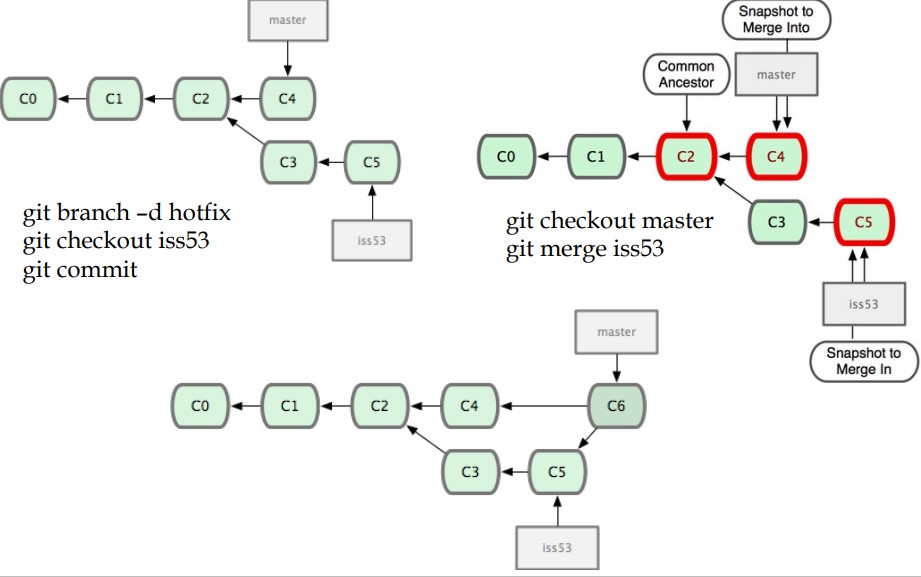 master
C0
C1
C2
C4
C3
C5
iss53
git branch –d hotfix
git checkout iss53
git commit
Snapshot to
Merge Into
Common
Ancestor
master
C0
C1
C2
C4
C3
C5
git checkout master
git merge iss53
iss53
Snapshot to
Merge In
master
C0
C1
C2
C4
C6
C3
C5
iss53